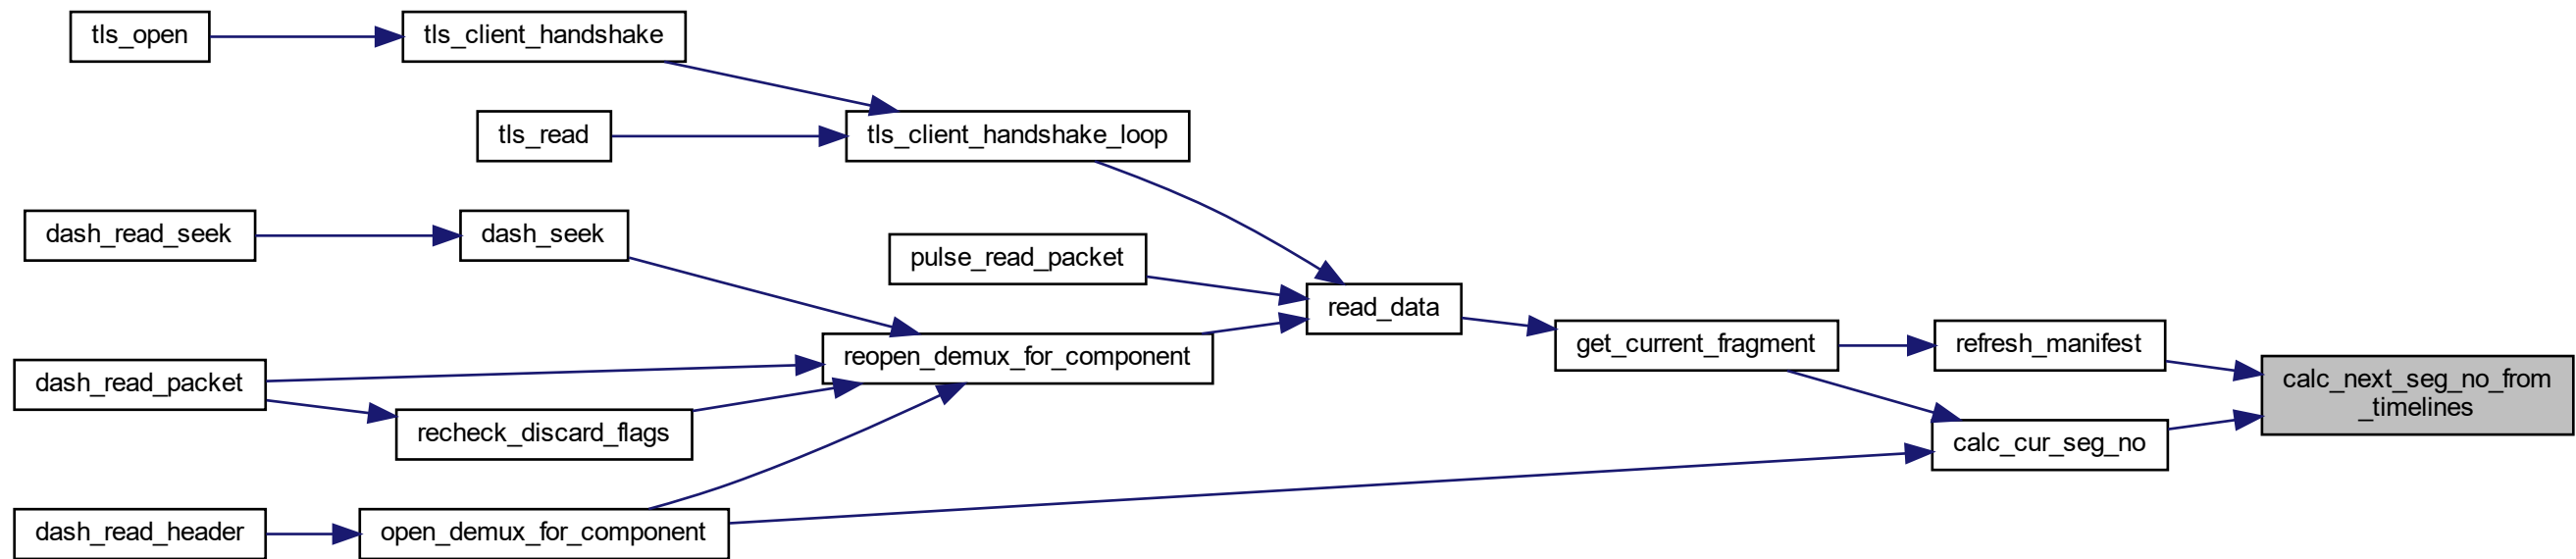 tls_open
tls_client_handshake
tls_read
tls_client_handshake_loop
dash_read_seek
dash_seek
pulse_read_packet
read_data
get_current_fragment
refresh_manifest
reopen_demux_for_component
dash_read_packet
calc_next_seg_no_from
_timelines
recheck_discard_flags
calc_cur_seg_no
dash_read_header
open_demux_for_component